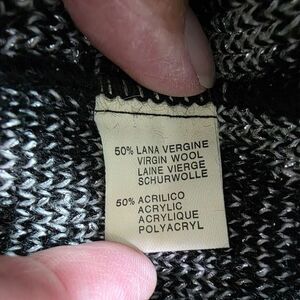 50% LANA VERGINE
VIRGIN WOOL
LAINE VIERGE
SCHURWOLLE
50% ACRILICO
ACRYLIC
ACRYLIQUE
POLYACRYL